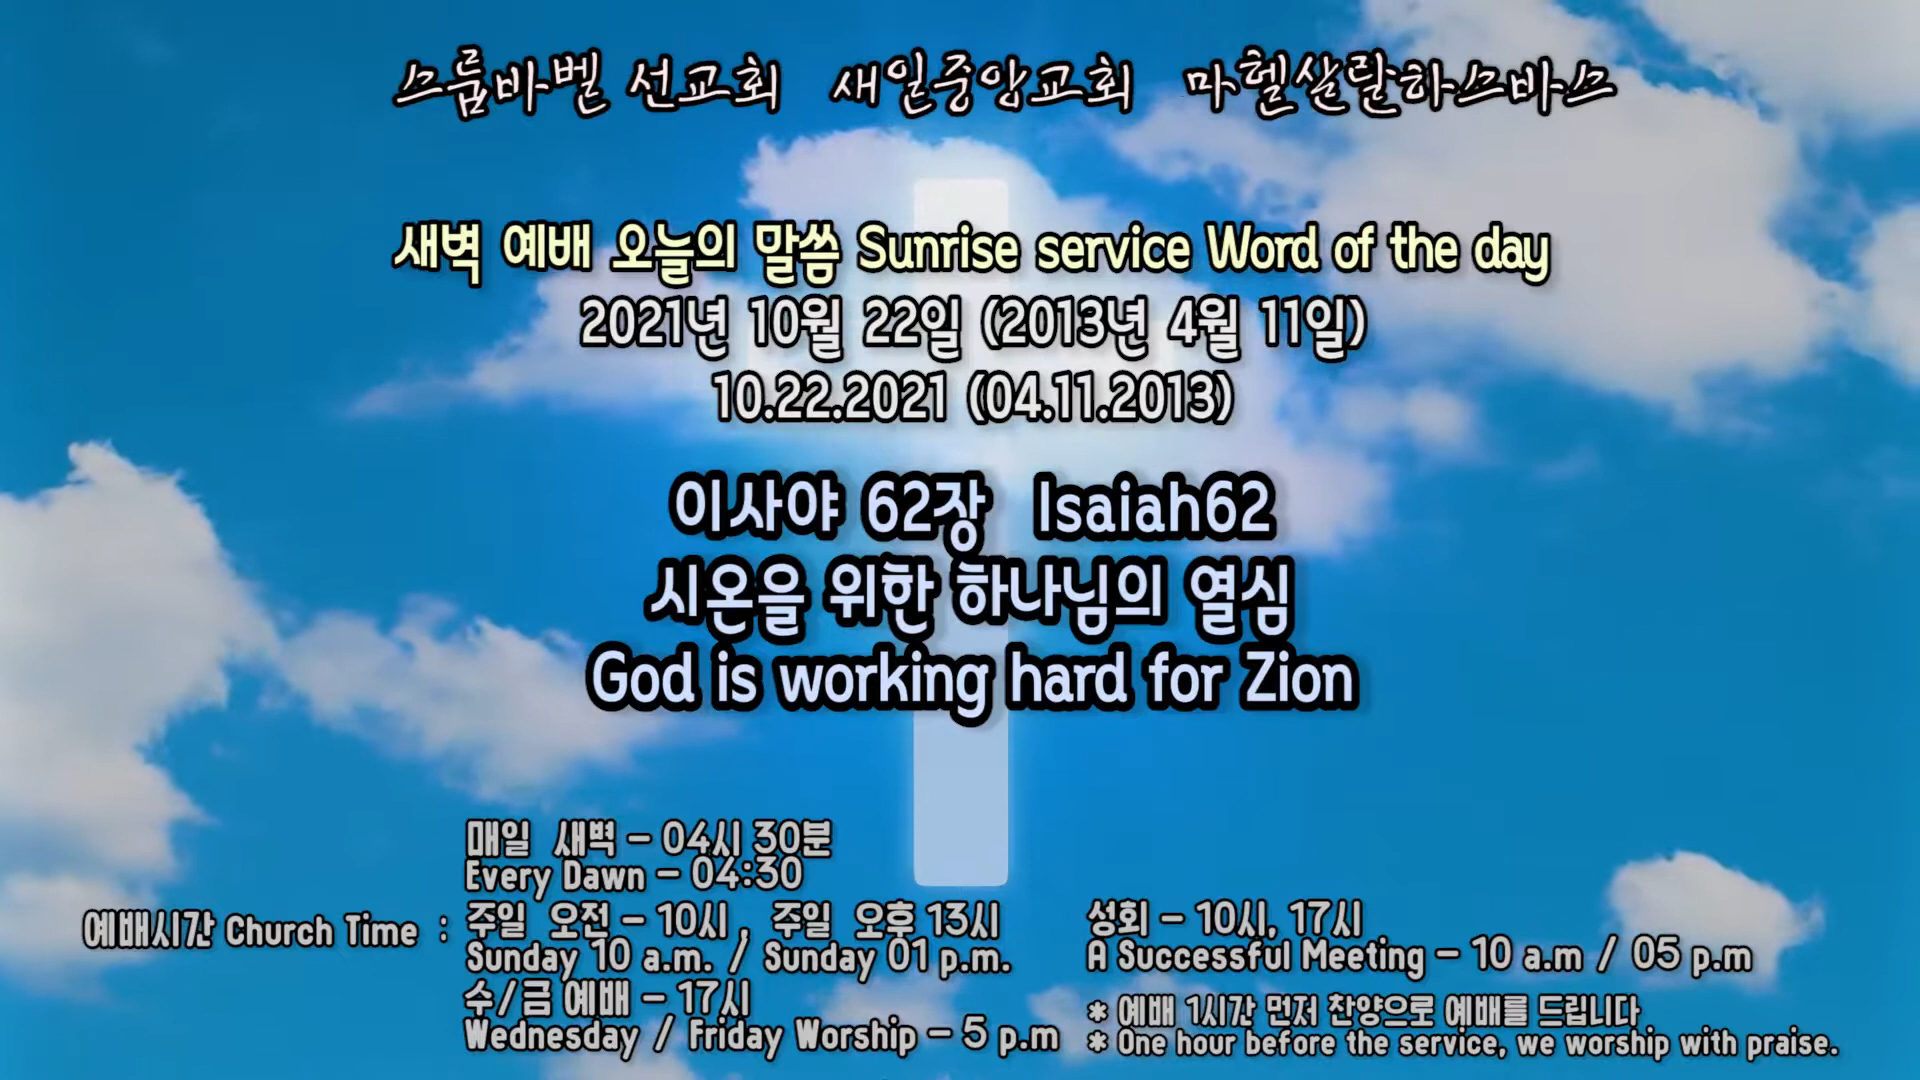 스룹바벨 선교회 새일중앙교회 마헬살랄하스바스
새벽 예배 오늘의 말씀 Sunrise service Word of the day
2021년 10월 22일 (2013년 4월 11일)
10.22.2021 (04.11.2013)
이사야 62장 Isaiah62
시온을 위한 하나님의 열심
God is working hard for Zion
매일 새벽 - 04시 30분
Every Dawn - 04:30
예배시간 Church Time :
주일 오전 - 10시 , 주일 오후 13시
Sunday 10 a.m. / Sunday 01 p.m.
수/금 예배 - 17시
Wednesday / Friday Worship - 5 p.m
성회 - 10시, 17시
A Successful Meeting - 10 a.m / 05 p.m
* 예배 1시간 먼저 찬양으로 예배를 드립니다
* One hour before the service, we worship with praise.